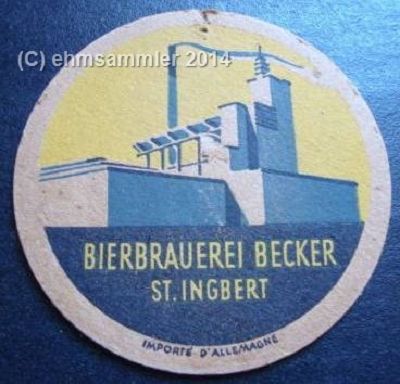 (C) ehmsammler 2014
BIERBRAUEREI BECKER
ST. INGBERT
IMPORTÉ D'ALLEMAGNE